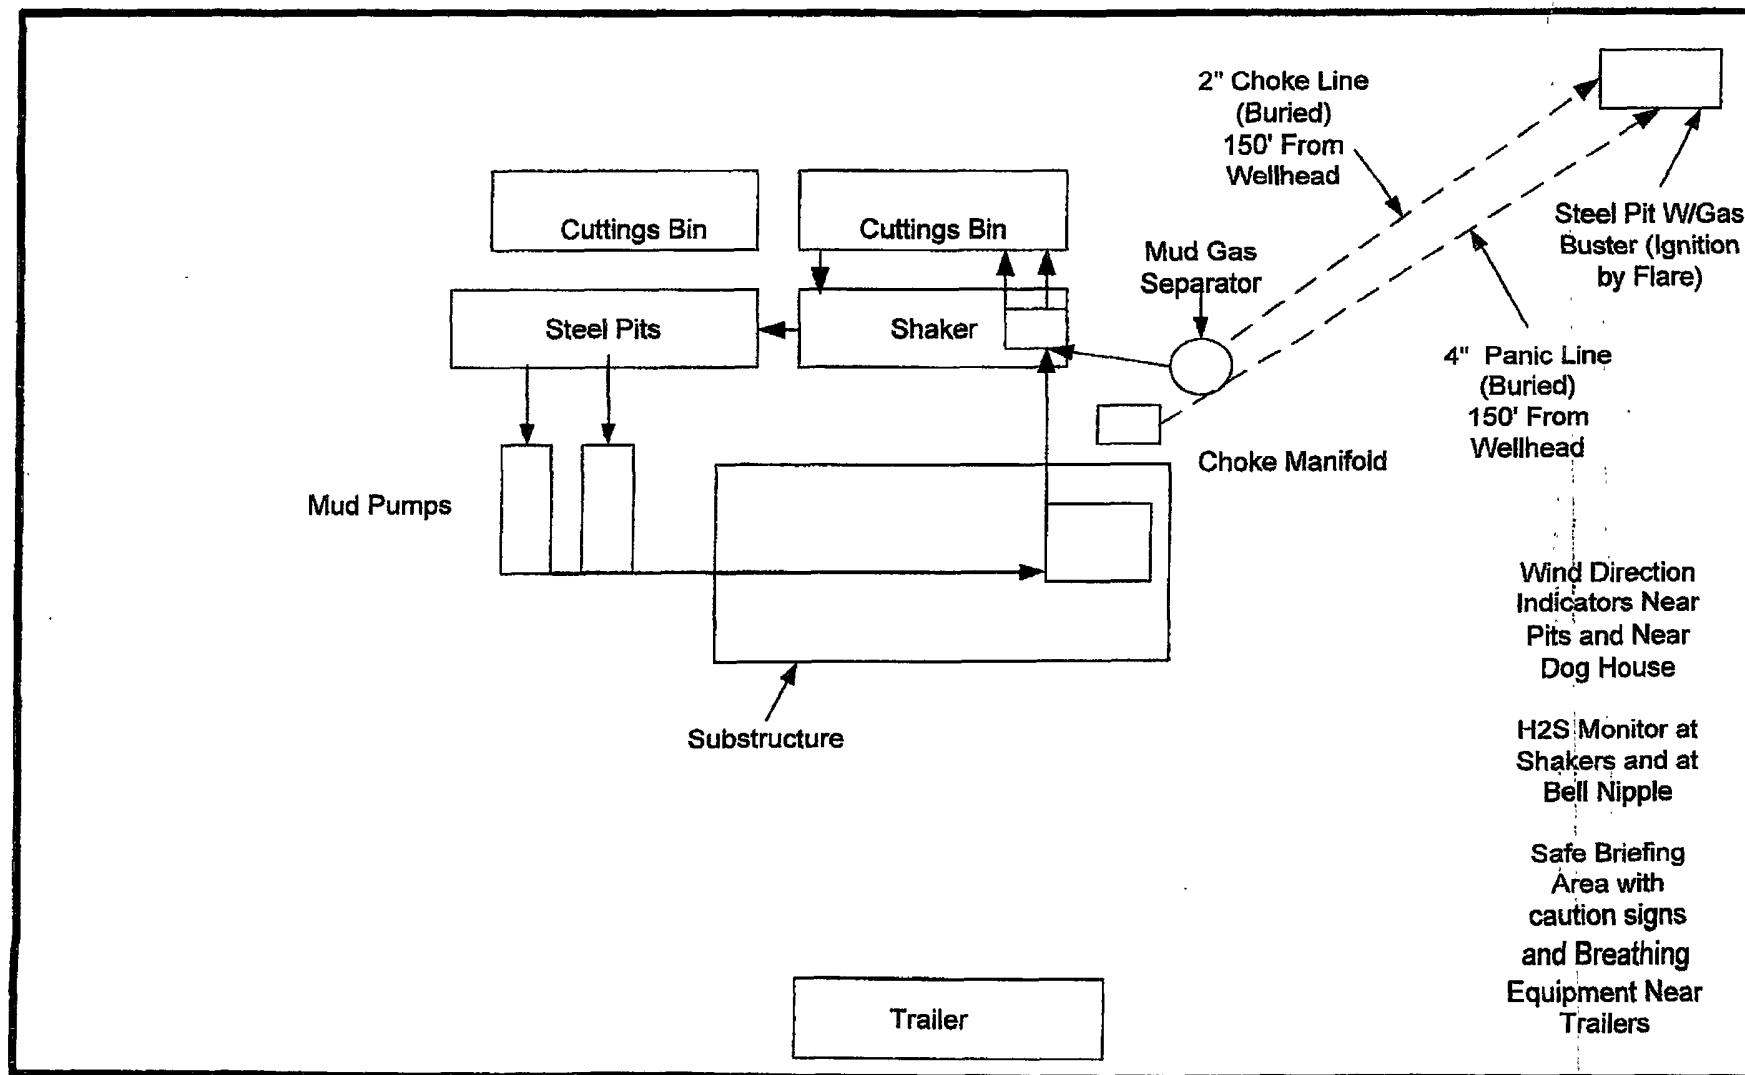 2" Choke Line
(Buried)
150' From
Wellhead
Steel Pit W/Gas
Buster (Ignition
by Flare)
Cuttings Bin
Cuttings Bin
Mud Gas
Separator
Steel Pits
Shaker
4" Panic Line
(Buried)
150' From
Wellhead
Choke Manifold
Mud Pumps
Substructure
Wind Direction
Indicators Near
Pits and Near
Dog House
H2S Monitor at
Shakers and at
Bell Nipple
Safe Briefing
Area with
caution signs
and Breathing
Equipment Near
Trailers
Trailer